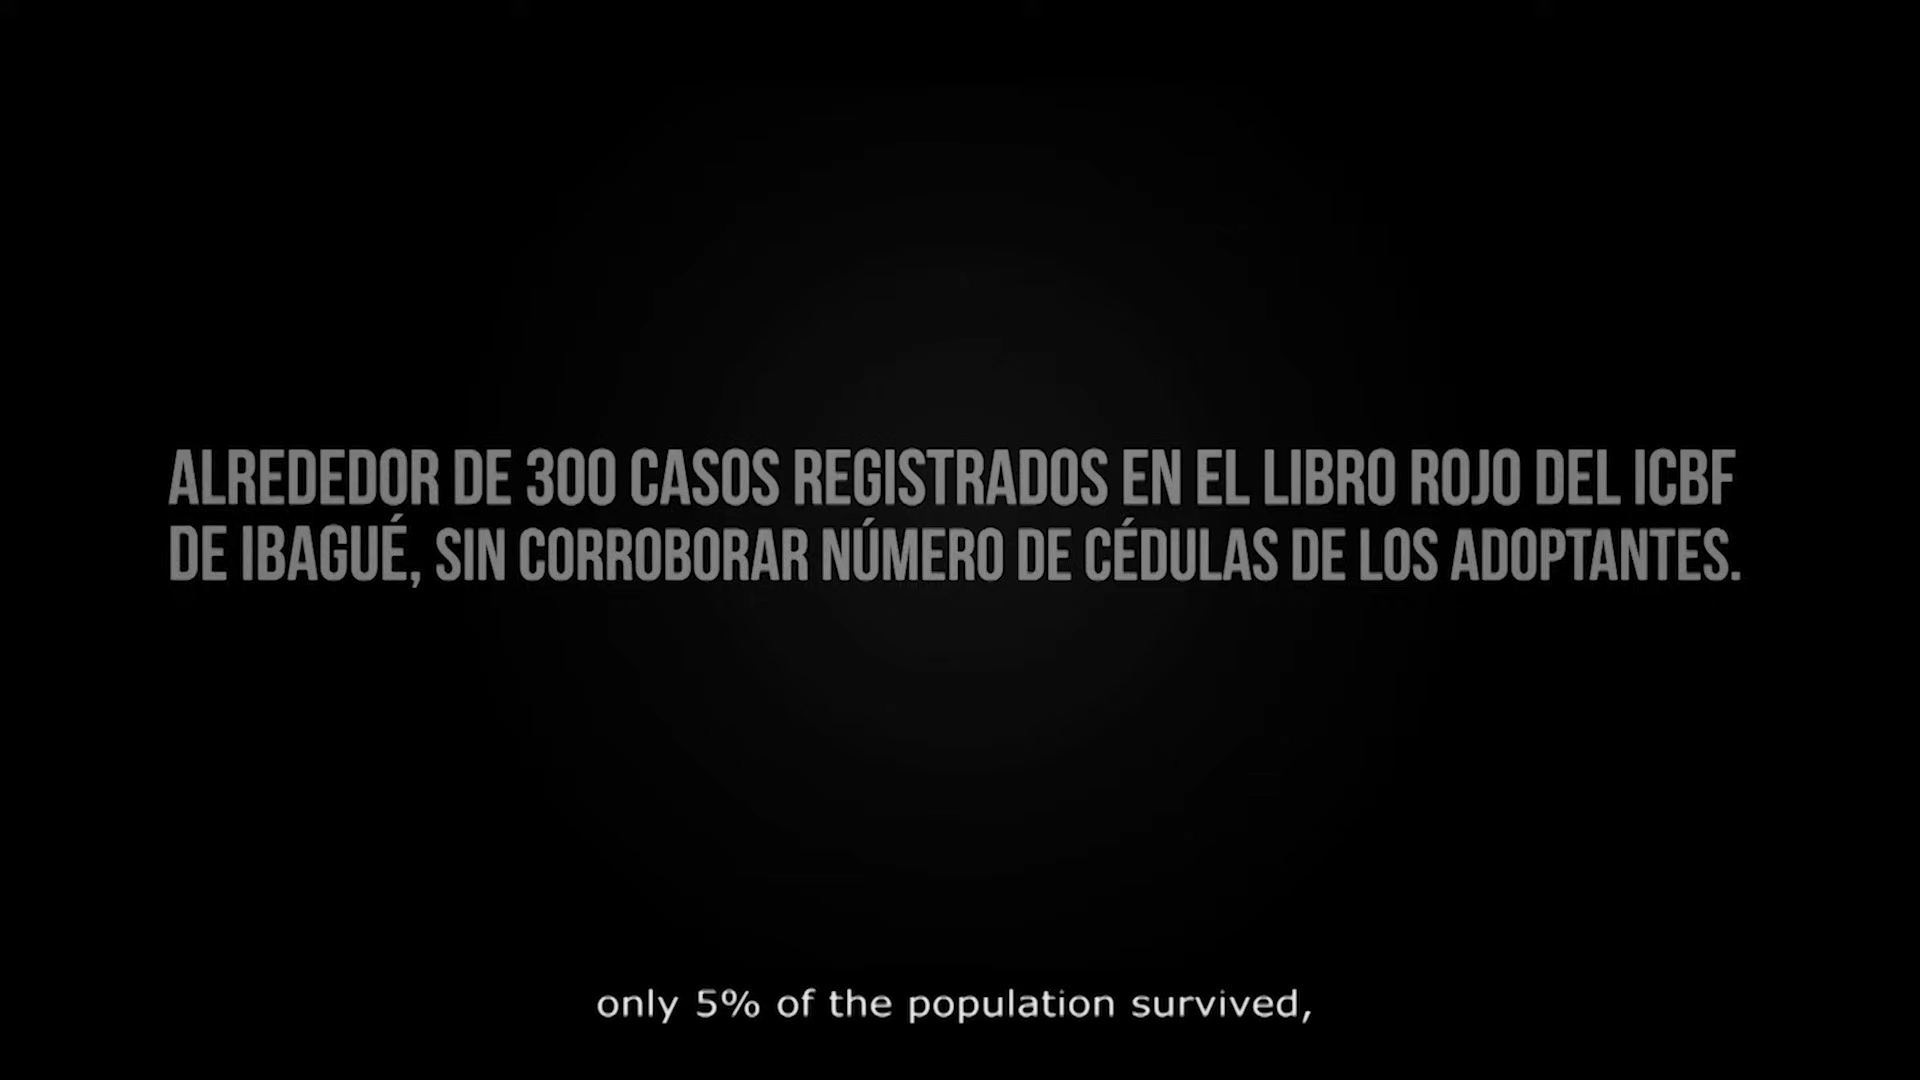 ALREDEDOR DE 300 CASOS REGISTRADOS EN EL LIBRO ROJO DEL ICBF
DE IBAGUÉ, SIN CORROBORAR NÚMERO DE CÉDULAS DE LOS ADOPTANTES.
only 5% of the population survived,